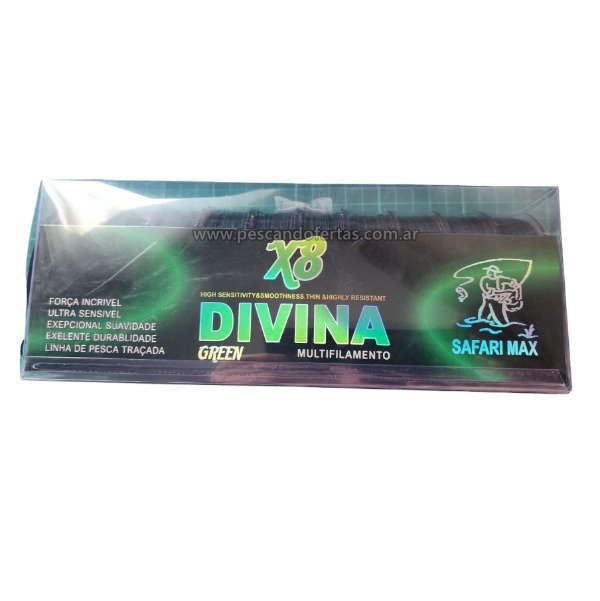 www.pescandofertas.com.ar
X8
HIGH SENSITIVITY&SMOOTHNESS.THIN &HIGHLY RESISTANT
DIVINA
GREEN
MULTIFILAMENTO
FORÇA INCRIVEL
ULTRA SENSIVEL
EXEPCIONAL SUAVIDADE
EXELENTE DURABLIDADE
LINHA DE PESCA TRAÇADA
SAFARI MAX